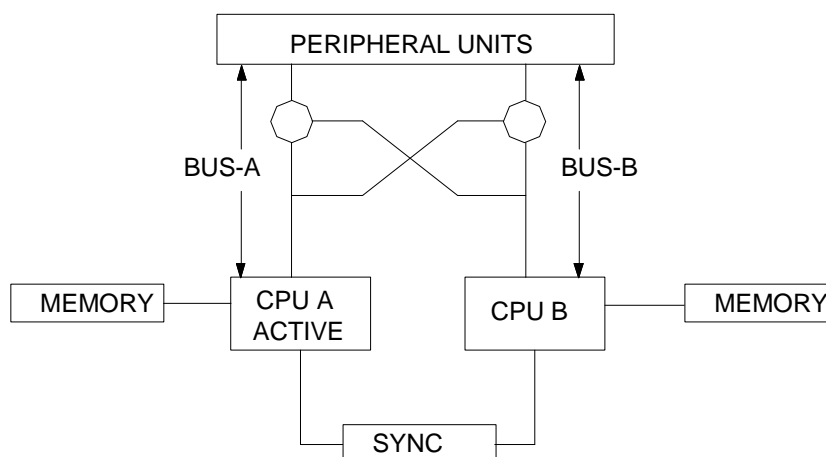 PERIPHERAL UNITS
BUS-A
BUS-B
MEMORY
CPU A
ACTIVE
CPU B
MEMORY
SYNC